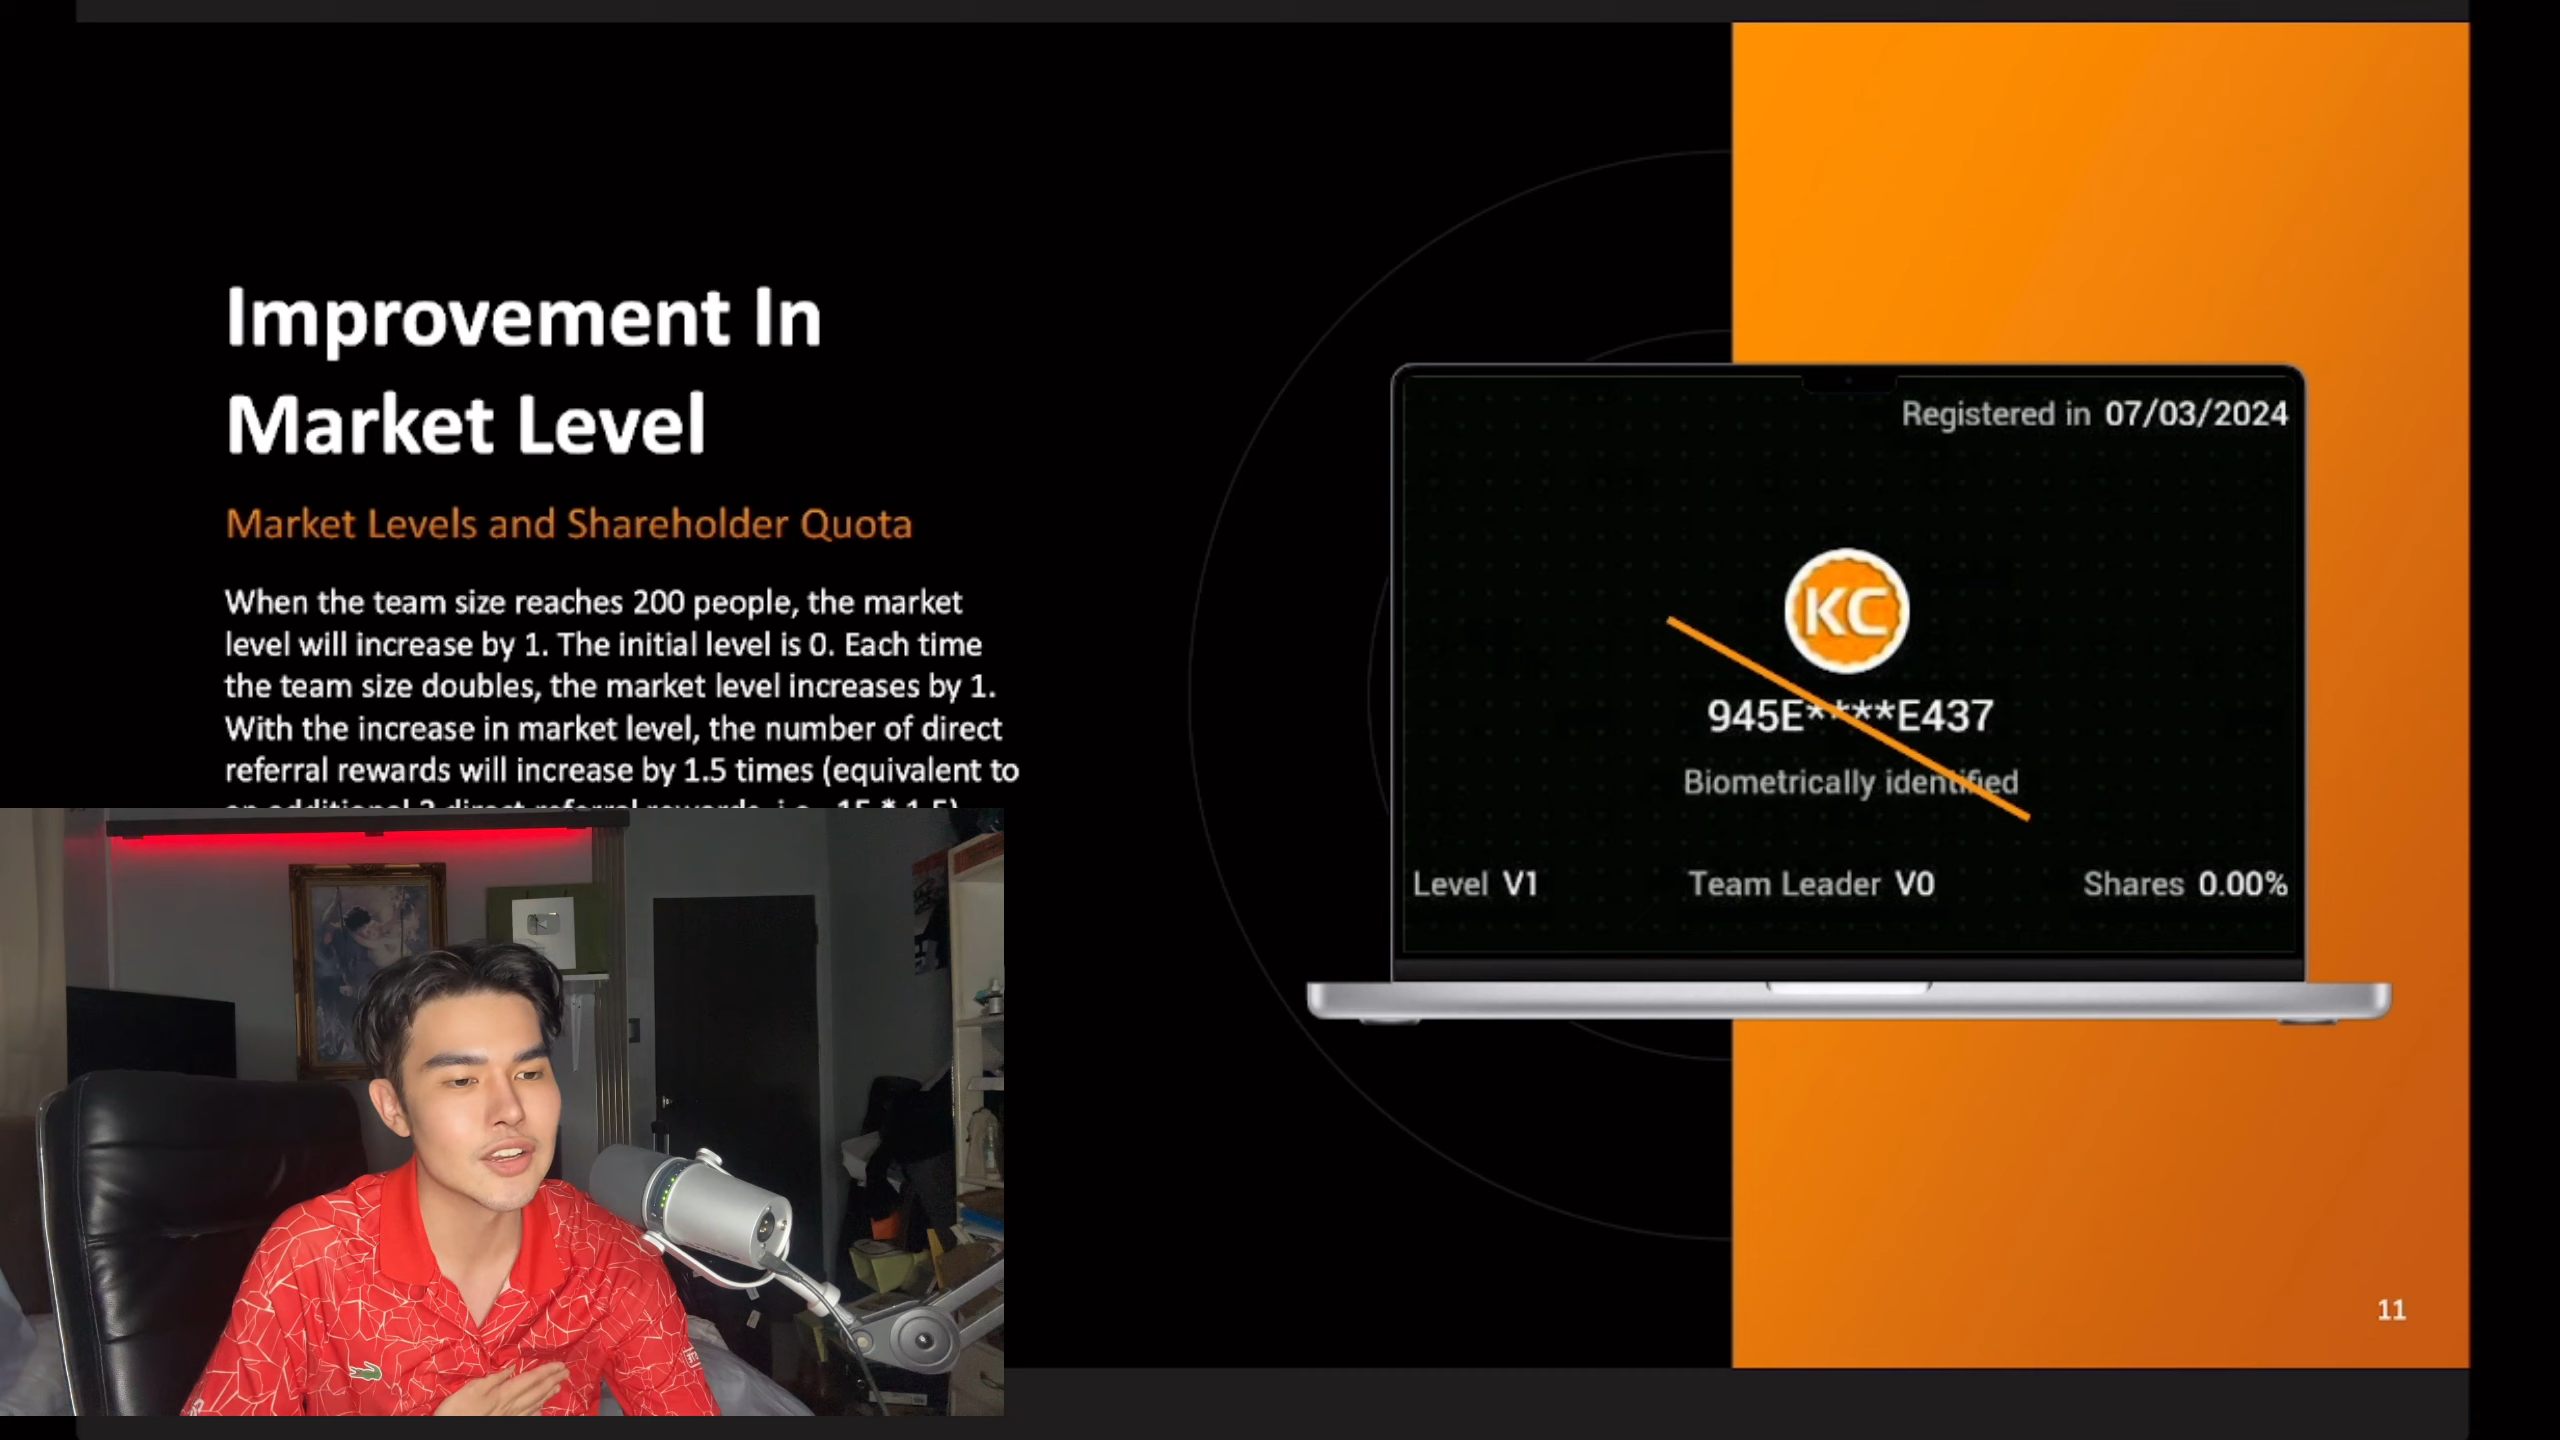 Improvement In
Market Level
Market Levels and Shareholder Quota
When the team size reaches 200 people, the market
level will increase by 1. The initial level is 0. Each time
the team size doubles, the market level increases by 1.
With the increase in market level, the number of direct
referral rewards will increase by 1.5 times (equivalent to
Registered in 07/03/2024
KC
945E****E437
Biometrically identified
Level V1
Team Leader V0
Shares 0.00%
11